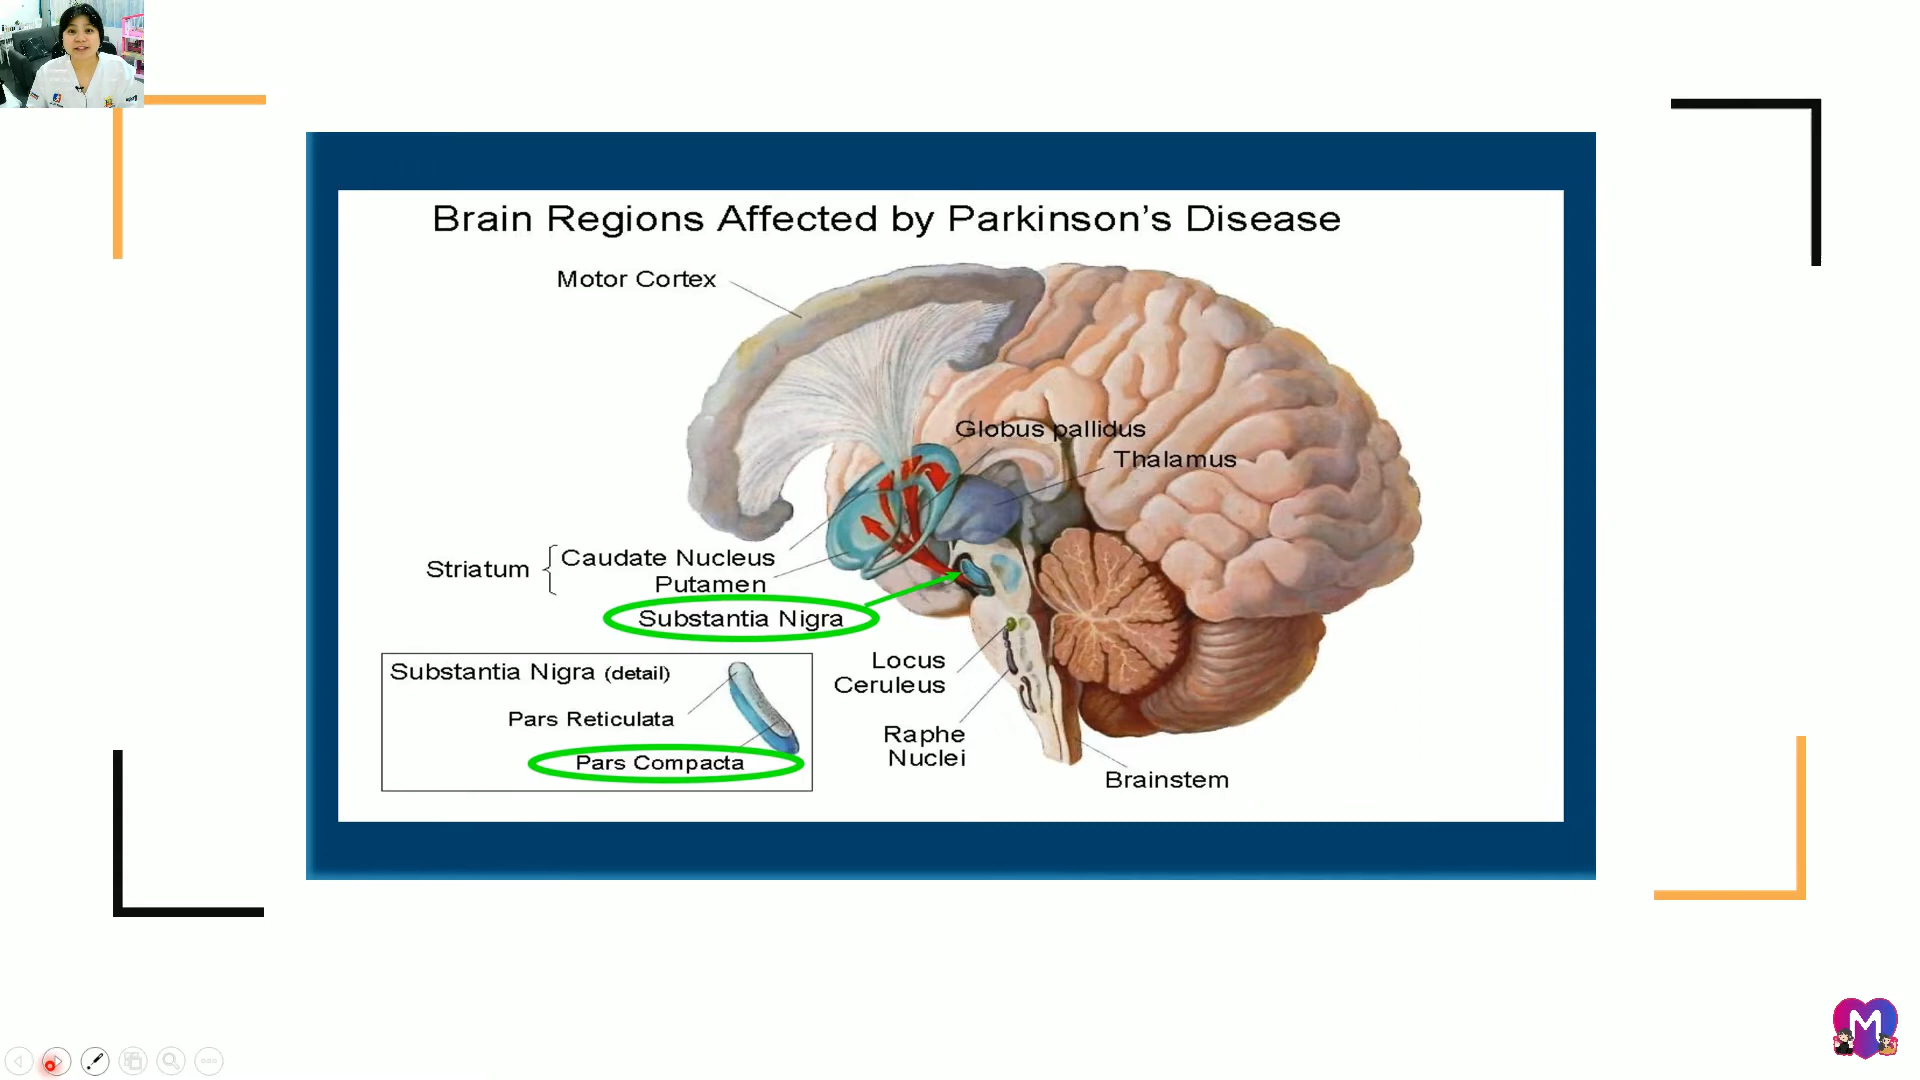 Brain Regions Affected by Parkinson's Disease
Motor Cortex
Globus pallidus
Thalamus
Striatum
Caudate Nucleus
Putamen
Substantia Nigra
Substantia Nigra (detail)
Pars Reticulata
Pars Compacta
Locus
Ceruleus
Raphe
Nuclei
Brainstem
M